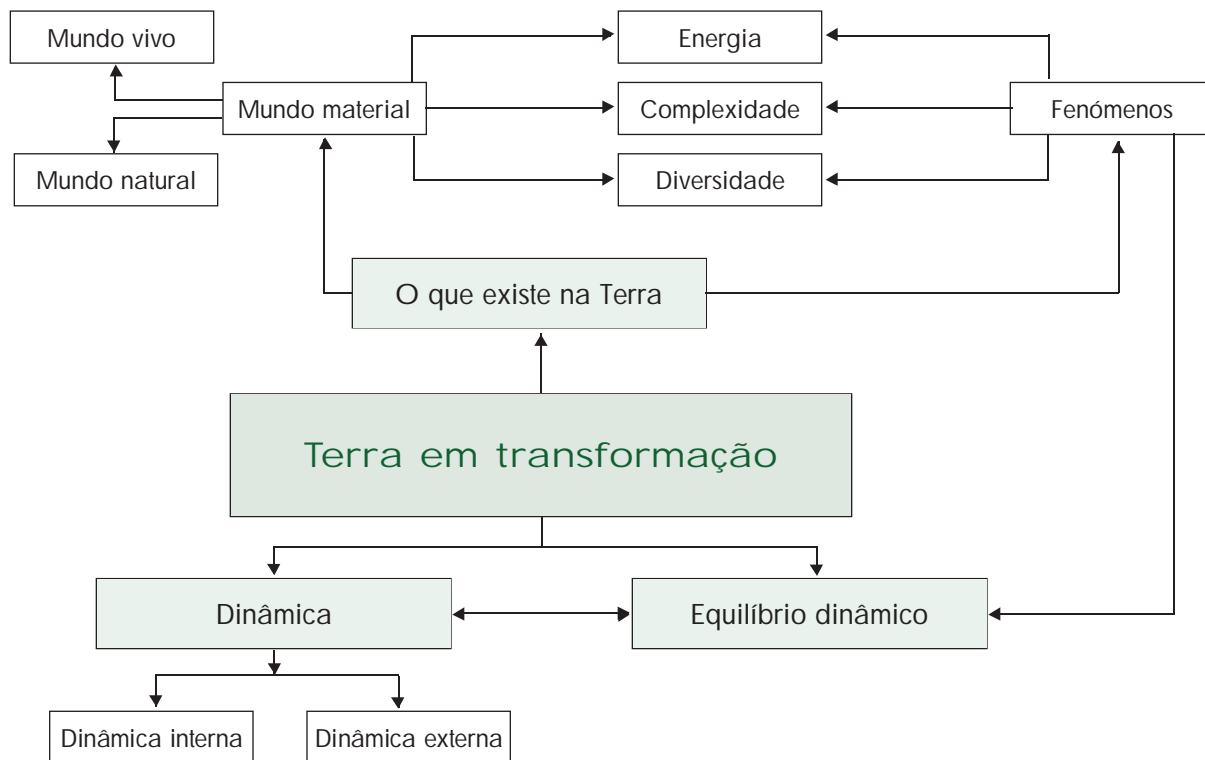 Mundo vivo
Energia
Mundo material
Complexidade
Fenómenos
Mundo natural
Diversidade
O que existe na Terra
Terra em transformação
Dinâmica
Equilíbrio dinâmico
Dinâmica interna
Dinâmica externa